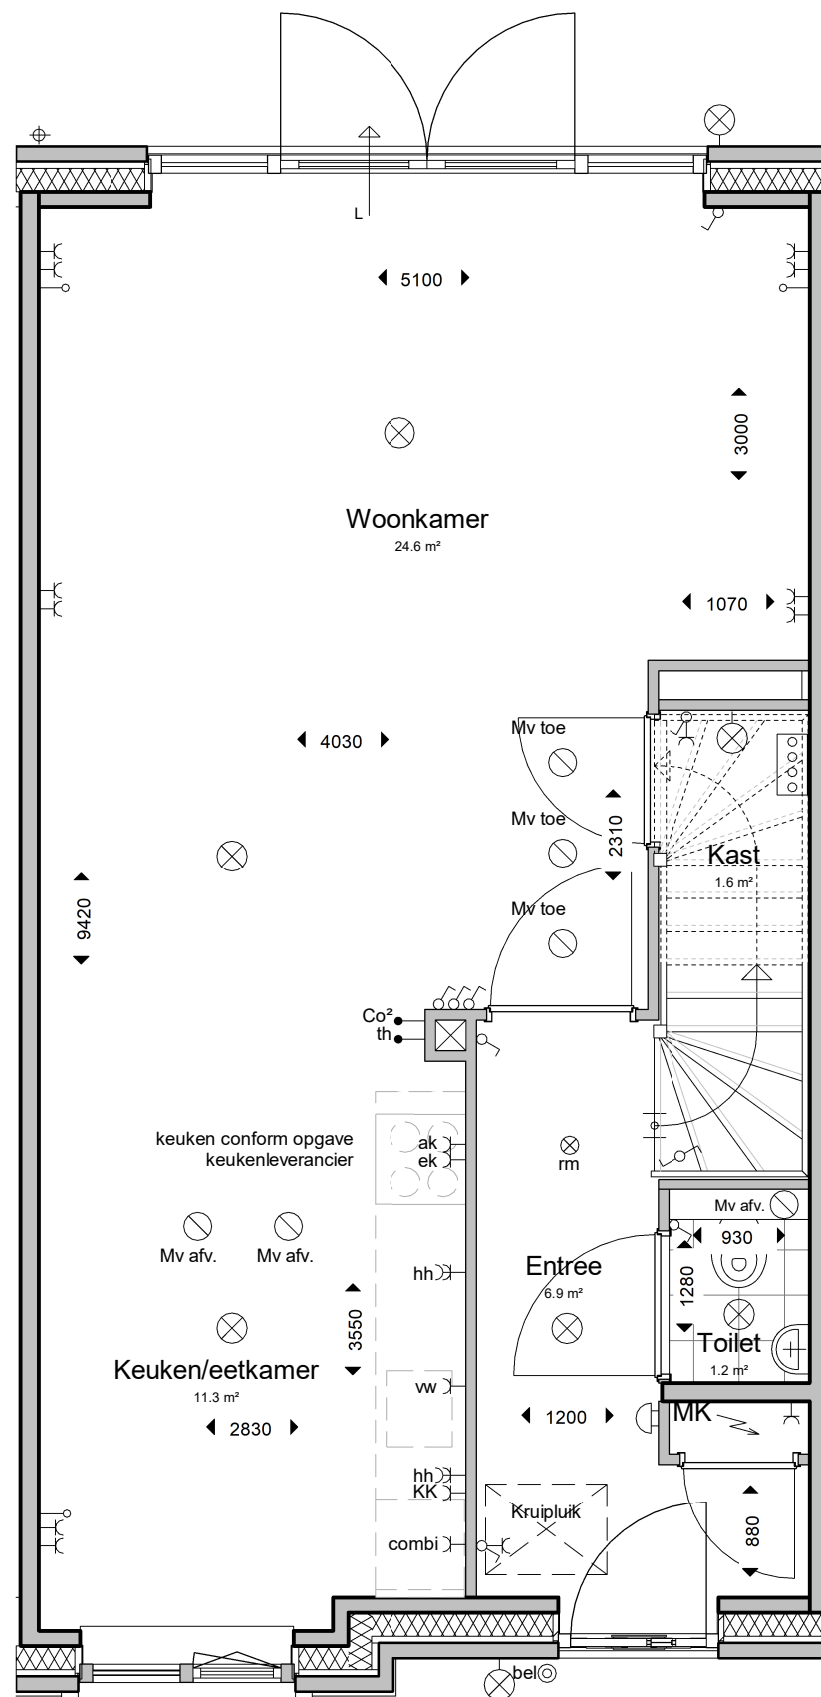 L
5100
3000
Woonkamer
24.6 m²
1070
Mv toe
4030
Mv toe
2310
Kast
1.6 m²
Mv toe
9420
Co²
th
keuken conform opgave
keukenleverancier
ak
ek
rm
Mv afv.
930
Mv afv.
Mv afv.
Entree
6.9 m²
1280
hh
3550
Toilet
1.2 m²
Keuken/eetkamer
11.3 m²
vw
2830
1200
MK
hh
KK
Kruipluik
880
combi
bel